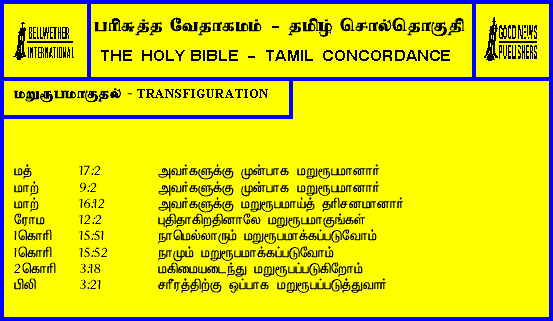 BELLWETHER
INTERNATIONAL
பரிசுத்த வேதாகமம் - தமிழ் சொல்தொகுதி
THE HOLY BIBLE - TAMIL CONCORDANCE
GOOD NEWS
PUBLISHERS
மறுரூபமாகுதல் - TRANSFIGURATION
மத் 17:2 அவர்களுக்கு முன்பாக மறுரூபமானார்
மாற் 9:2 அவர்களுக்கு முன்பாக மறுரூபமானார்
மாற் 16:12 அவர்களுக்கு மறுரூபமாய்த் தரிசனமானார்
ரோம 12:2 புதிதாகிறதினாலே மறுரூபமாகுங்கள்
1கொரி 15:51 நாமெல்லாரும் மறுரூபமாக்கப்படுவோம்
1கொரி 15:52 நாமும் மறுரூபமாக்கப்படுவோம்
2கொரி 3:18 மகிமையடைந்து மறுரூபப்படுகிறோம்
பிலி 3:21 சரீரத்திற்கு ஒப்பாக மறுரூபப்படுத்துவார்